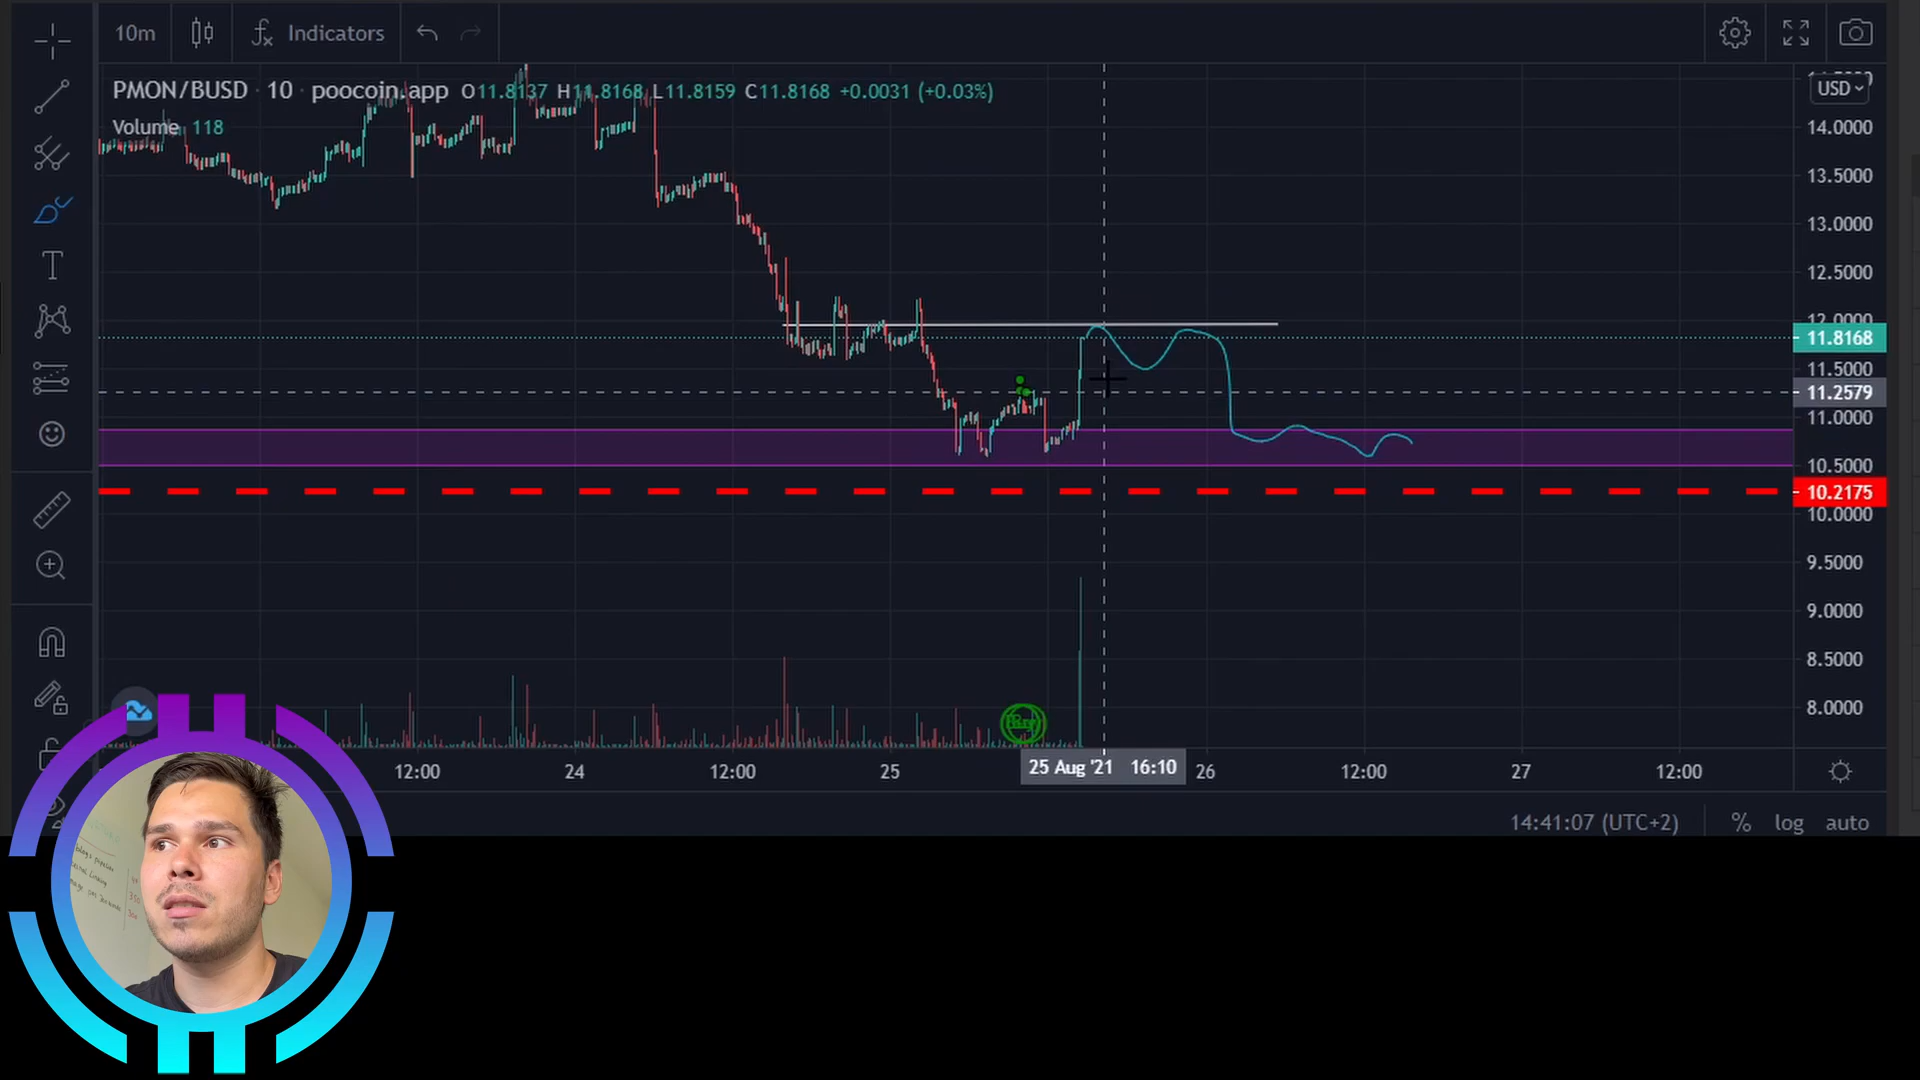 10m Indicators
PMON/BUSD · 10 · poocoin.app O11.8137 H11.8168 L11.8159 C11.8168 +0.0031 (+0.03%)
Volume 118
USD
14.0000
13.5000
13.0000
12.5000
12.0000
11.8168
11.5000
11.2579
11.0000
10.5000
10.2175
10.0000
9.5000
9.0000
8.5000
8.0000
Buy
12:00 24 12:00 25 25 Aug '21 16:10 26 12:00 27 12:00
14:41:07 (UTC+2) % log auto